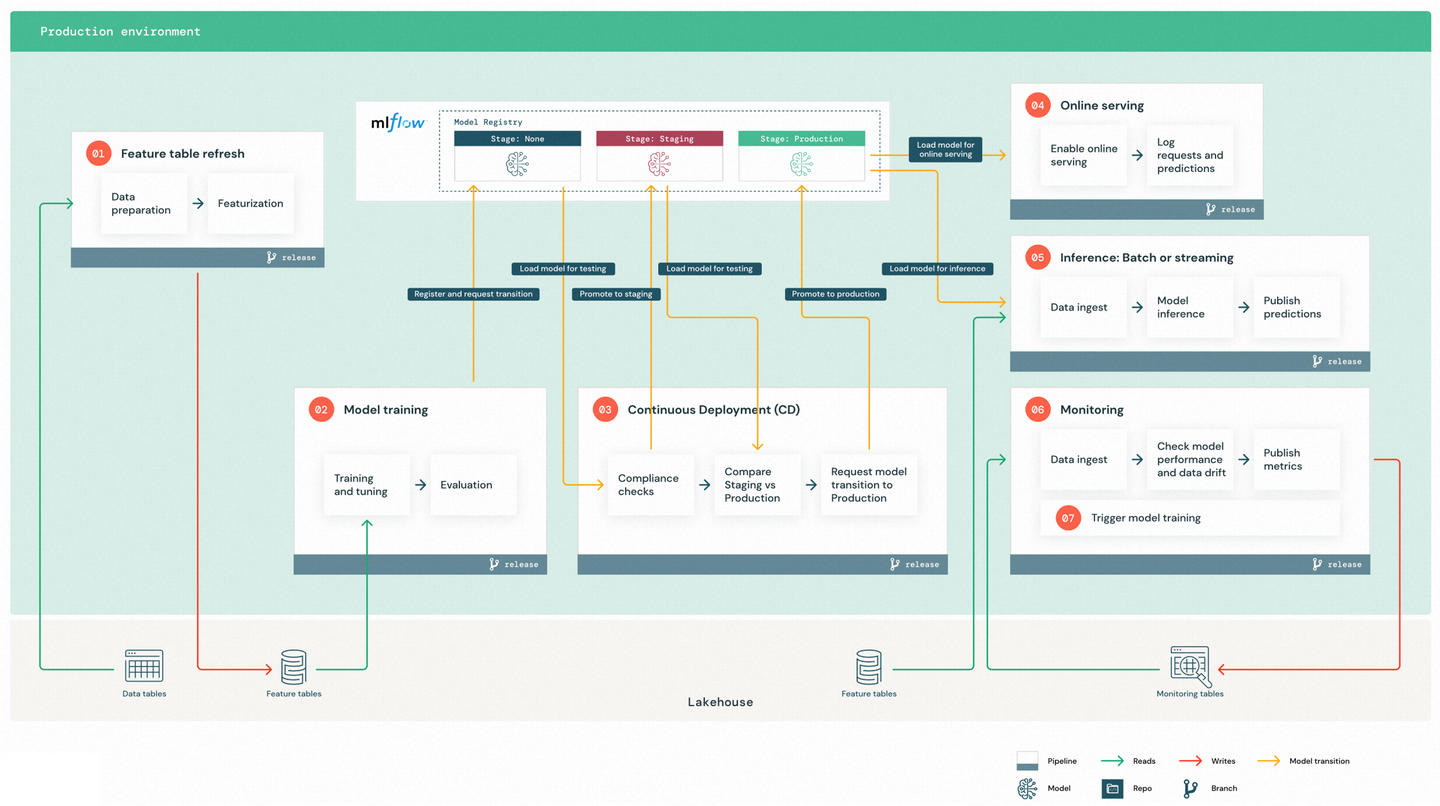 Production environment
mlflow
Model Registry
Stage: None
Stage: Staging
Stage: Production
01
Feature table refresh
Data
preparation
Featurization
release
Load model for
online serving
04
Online serving
Enable online
serving
Log
requests and
predictions
release
Load model for testing
Load model for testing
Load model for inference
Register and request transition
Promote to staging
Promote to production
05
Inference: Batch or streaming
Data ingest
Model
inference
Publish
predictions
release
02
Model training
Training
and tuning
Evaluation
release
03
Continuous Deployment (CD)
Compliance
checks
Compare
Staging vs
Production
Request model
transition to
Production
release
06
Monitoring
Data ingest
Check model
performance
and data drift
Publish
metrics
07
Trigger model training
release
Data tables
Feature tables
Feature tables
Monitoring tables
Lakehouse
Pipeline
Reads
Writes
Model transition
Model
Repo
Branch